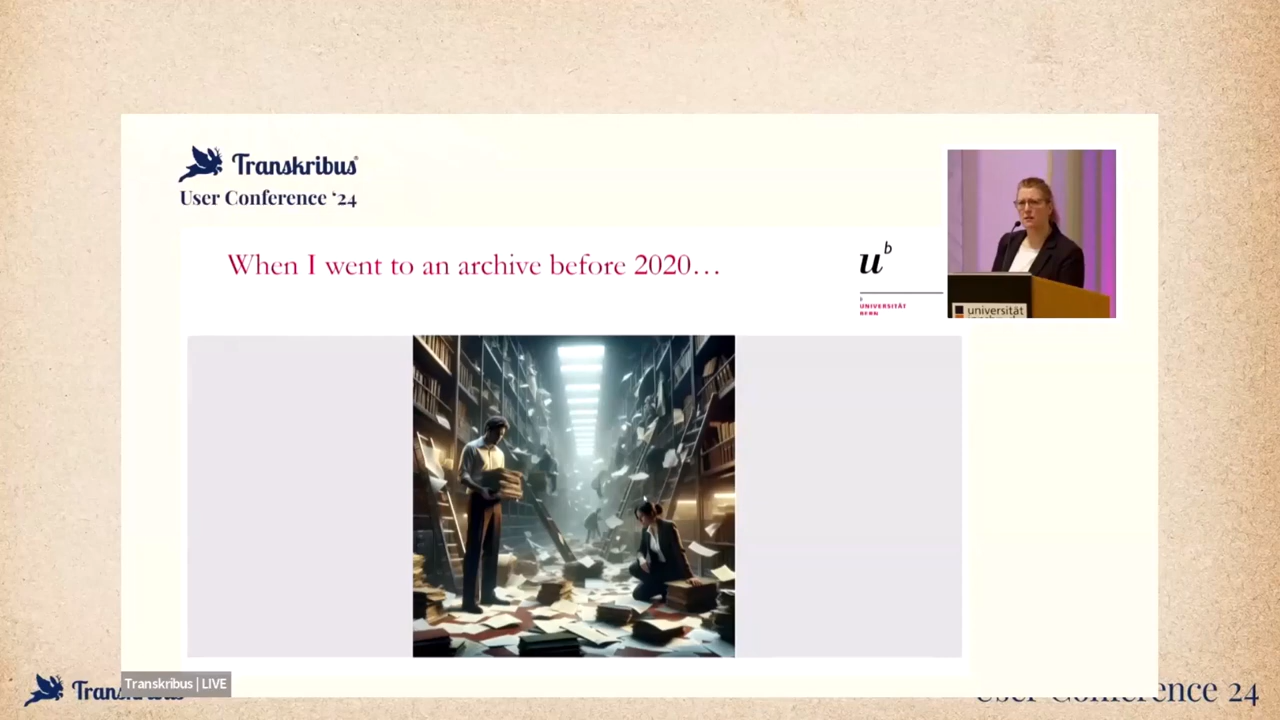 Transkribus
User Conference ‘24
When I went to an archive before 2020…
u b
b
UNIVERSITÄT
BERN
universität
Transkribus | LIVE
Trans
User Conference 24